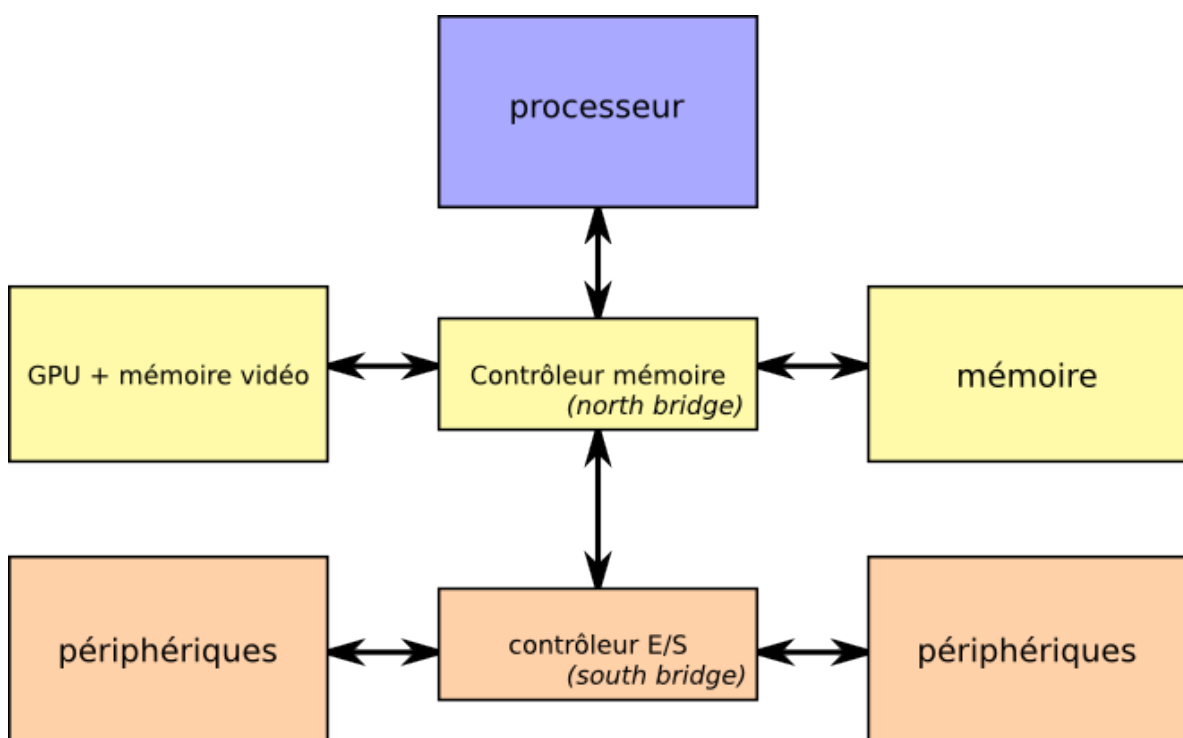 processeur
GPU + mémoire vidéo
Contrôleur mémoire
(north bridge)
mémoire
périphériques
contrôleur E/S
(south bridge)
périphériques